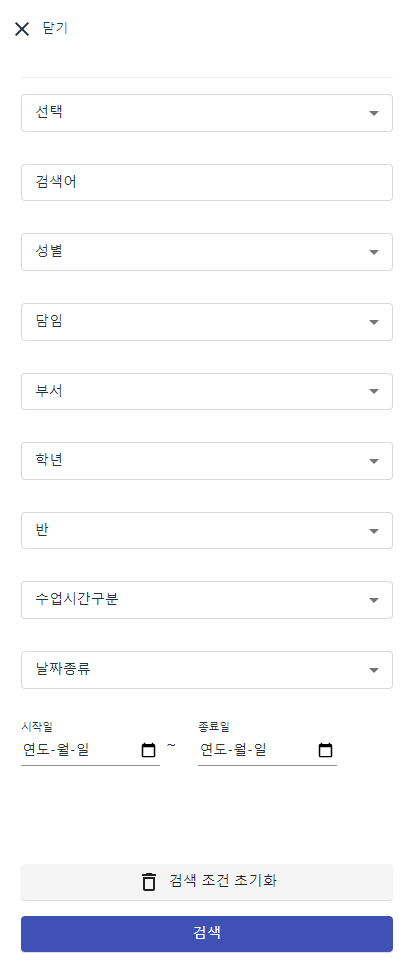 닫기
선택
검색어
성별
담임
부서
학년
반
수업시간구분
날짜종류
시작일 종료일
연도-월-일 ~ 연도-월-일
검색 조건 초기화
검색